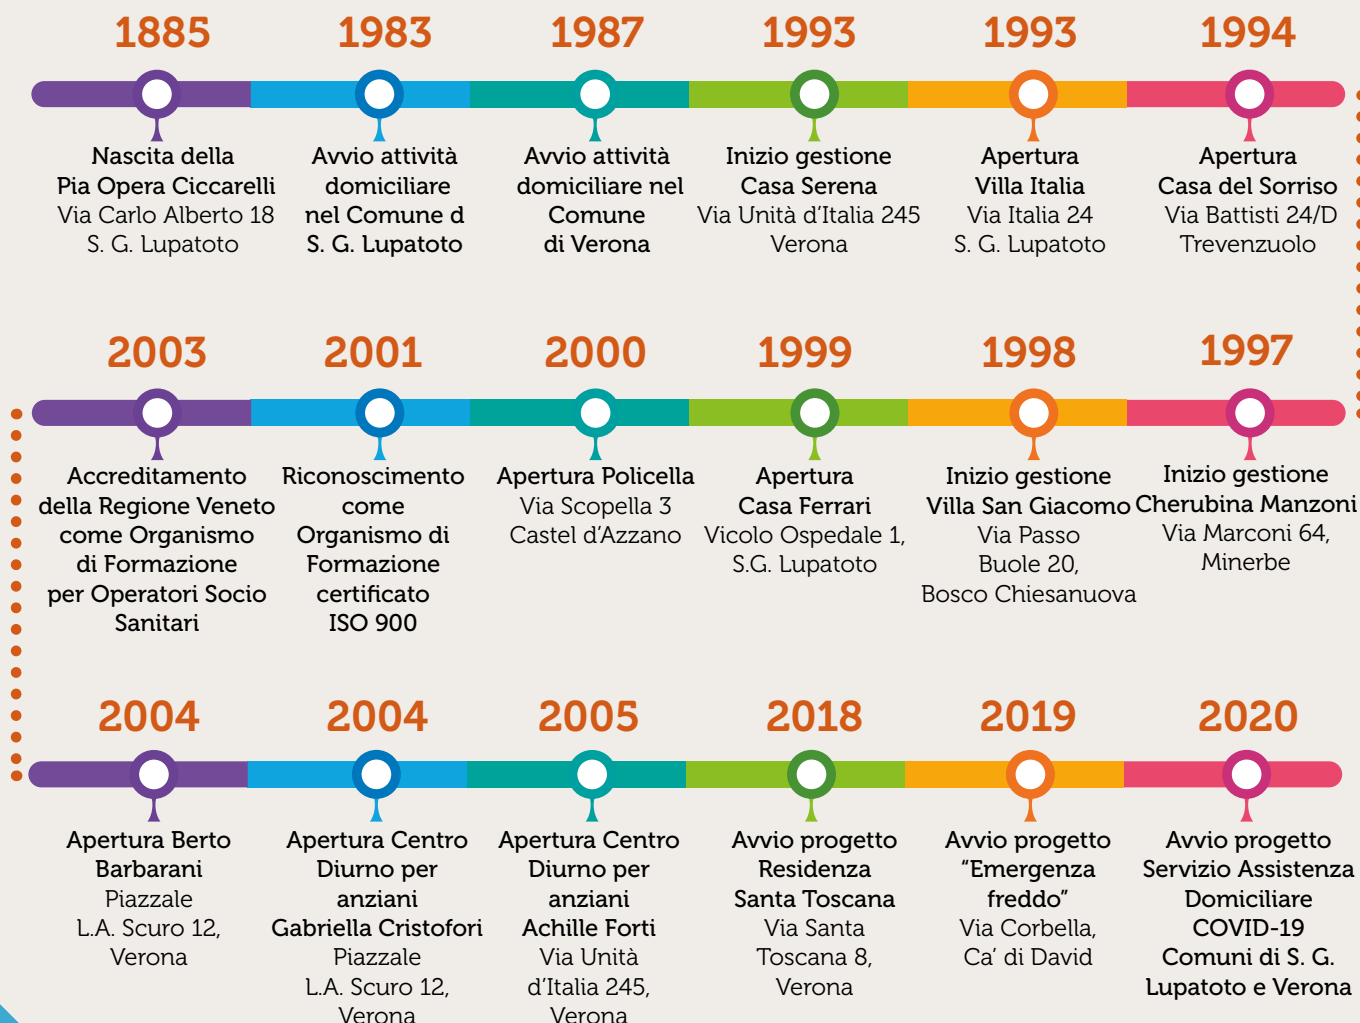 1885
Nascita della
Pia Opera Ciccarelli
Via Carlo Alberto 18
S. G. Lupatoto
1983
Avvio attività
domiciliare
nel Comune d
S. G. Lupatoto
1987
Avvio attività
domiciliare nel
Comune
di Verona
1993
Inizio gestione
Casa Serena
Via Unità d'Italia 245
Verona
1993
Apertura
Villa Italia
Via Italia 24
S. G. Lupatoto
1994
Apertura
Casa del Sorriso
Via Battisti 24/D
Trevenzuolo
1997
Inizio gestione
Cherubina Manzoni
Via Marconi 64,
Minerbe
1998
Inizio gestione
Villa San Giacomo
Via Passo
Buole 20,
Bosco Chiesanuova
1999
Apertura
Casa Ferrari
Vicolo Ospedale 1,
S.G. Lupatoto
2000
Apertura Policella
Via Scopella 3
Castel d'Azzano
2001
Riconoscimento
come
Organismo di
Formazione
certificato
ISO 900
2003
Accreditamento
della Regione Veneto
come Organismo
di Formazione
per Operatori Socio
Sanitari
2004
Apertura Berto
Barbarani
Piazzale
L.A. Scuro 12,
Verona
2004
Apertura Centro
Diurno per
anziani
Gabriella Cristofori
Piazzale
L.A. Scuro 12,
Verona
2005
Apertura Centro
Diurno per
anziani
Achille Forti
Via Unità
d'Italia 245,
Verona
2018
Avvio progetto
Residenza
Santa Toscana
Via Santa
Toscana 8,
Verona
2019
Avvio progetto
"Emergenza
freddo"
Via Corbella,
Ca' di David
2020
Avvio progetto
Servizio Assistenza
Domiciliare
COVID-19
Comuni di S. G.
Lupatoto e Verona